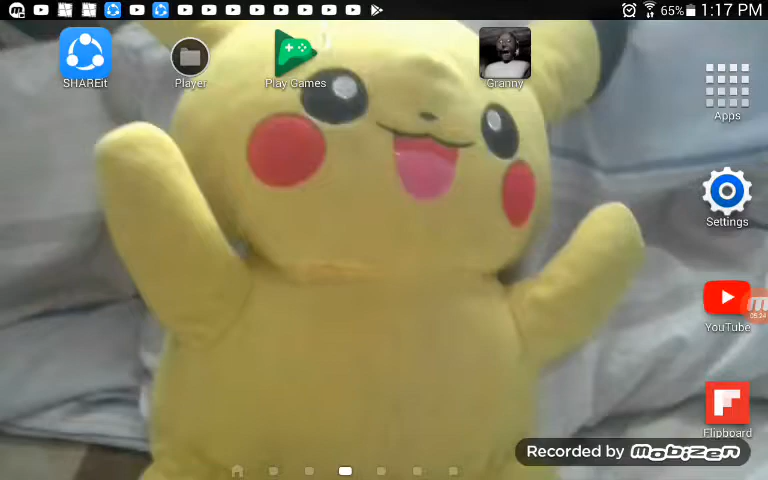 65% 1:17 PM
SHAREit
Player
Play Games
Granny
Apps
Settings
YouTube
Flipboard
Recorded by mobizen